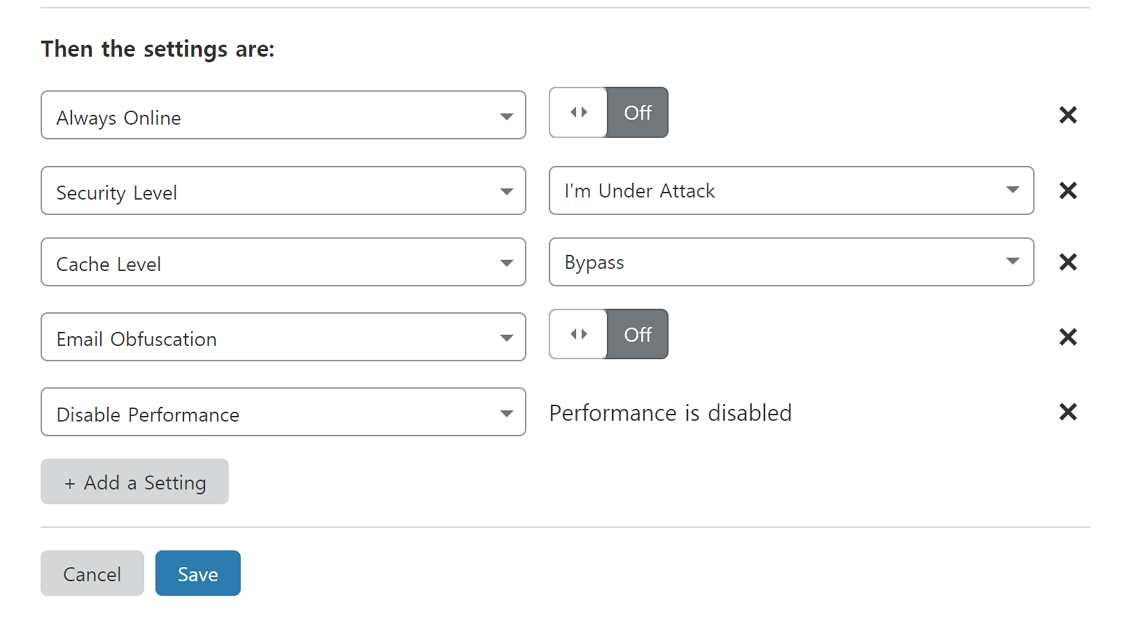 Then the settings are:
Always Online
Off
Security Level
I'm Under Attack
Cache Level
Bypass
Email Obfuscation
Off
Disable Performance
Performance is disabled
+ Add a Setting
Cancel
Save